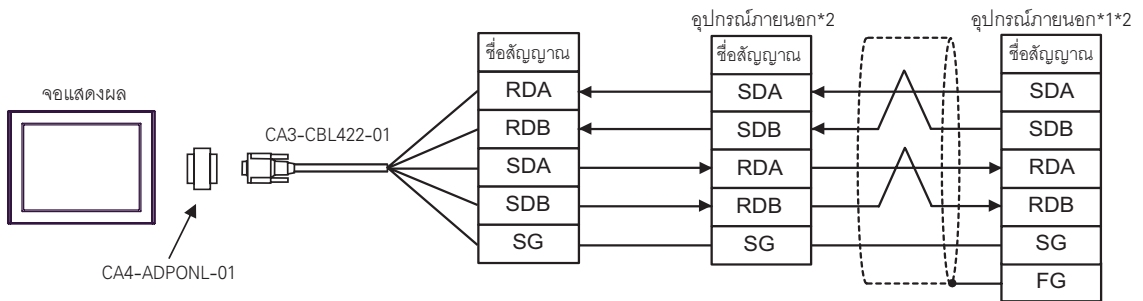 อุปกรณ์ภายนอก*2
อุปกรณ์ภายนอก*1*2
จอแสดงผล
CA3-CBL422-01
CA4-ADPONL-01
ชื่อสัญญาณ
RDA
RDB
SDA
SDB
SG
ชื่อสัญญาณ
SDA
SDB
RDA
RDB
SG
ชื่อสัญญาณ
SDA
SDB
RDA
RDB
SG
FG